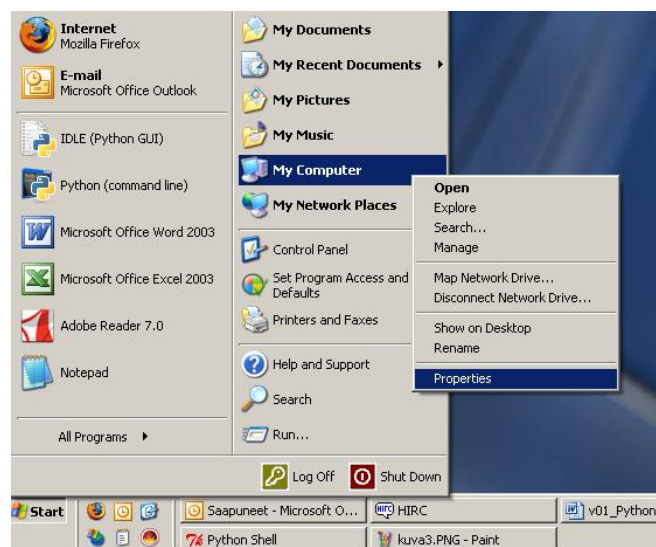 Internet
Mozilla Firefox
E-mail
Microsoft Office Outlook
IDLE (Python GUI)
Python (command line)
Microsoft Office Word 2003
Microsoft Office Excel 2003
Adobe Reader 7.0
Notepad
All Programs
My Documents
My Recent Documents
My Pictures
My Music
My Computer
My Network Places
Control Panel
Set Program Access and
Defaults
Printers and Faxes
Help and Support
Search
Run...
Open
Explore
Search...
Manage
Map Network Drive...
Disconnect Network Drive...
Show on Desktop
Rename
Properties
Log Off
Shut Down
Start
Saapuneet - Microsoft O...
HIRC
v01_Python
Python Shell
kuva3.PNG - Paint